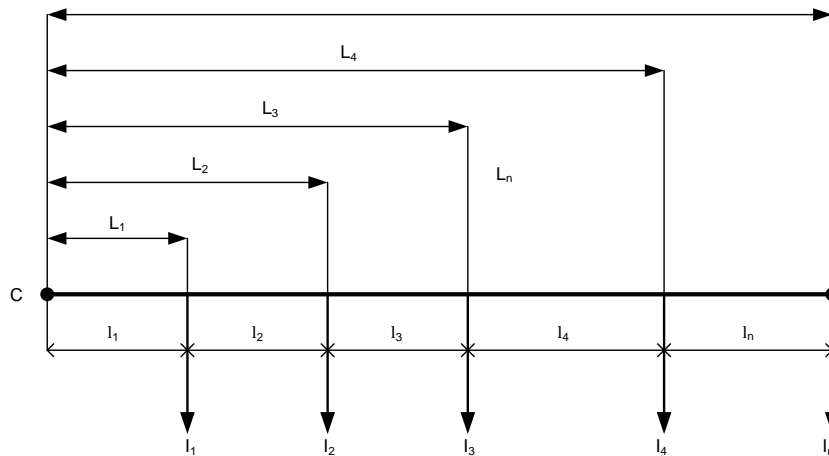 L₄
L₃
L₂
Lₙ
L₁
C
l₁ l₂ l₃ l₄ lₙ
I₁ I₂ I₃ I₄